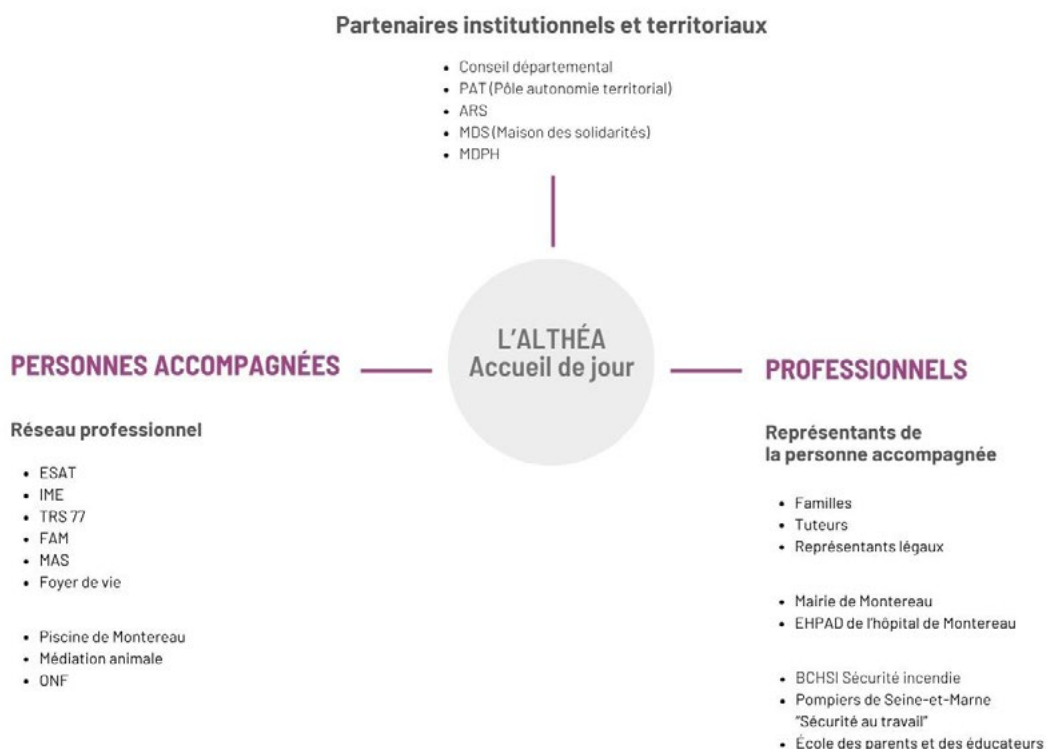 Partenaires institutionnels et territoriaux
• Conseil départemental
• PAT (Pôle autonomie territorial)
• ARS
• MDS (Maison des solidarités)
• MDPH
L'ALTHÉA
Accueil de jour
PERSONNES ACCOMPAGNÉES
Réseau professionnel
• ESAT
• IME
• TRS 77
• FAM
• MAS
• Foyer de vie
• Piscine de Montereau
• Médiation animale
• ONF
PROFESSIONNELS
Représentants de
la personne accompagnée
• Familles
• Tuteurs
• Représentants légaux
• Mairie de Montereau
• EHPAD de l'hôpital de Montereau
• BCHSI Sécurité incendie
• Pompiers de Seine-et-Marne
"Sécurité au travail"
• École des parents et des éducateurs